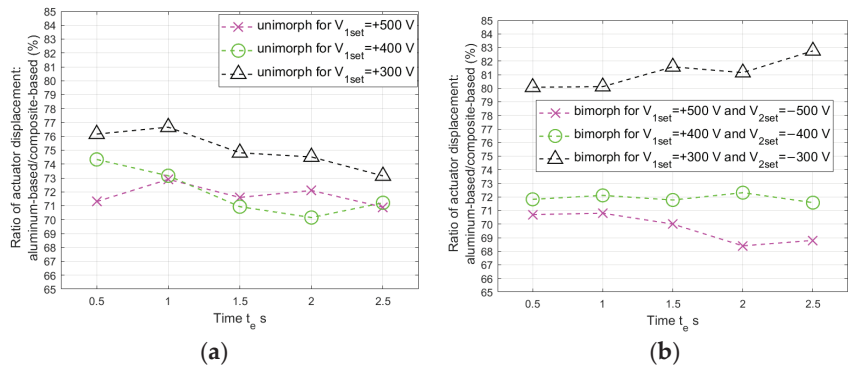 Ratio of actuator displacement:
aluminum-based/composite-based (%)
85
84
83
82
81
80
79
78
77
76
75
74
73
72
71
70
69
68
67
66
65
unimorph for V1set=+500 V
unimorph for V1set=+400 V
unimorph for V1set=+300 V
0.5 1 1.5 2 2.5
Time te s
(a)
Ratio of actuator displacement:
aluminum-based/composite-based (%)
85
84
83
82
81
80
79
78
77
76
75
74
73
72
71
70
69
68
67
66
65
bimorph for V1set=+500 V and V2set=−500 V
bimorph for V1set=+400 V and V2set=−400 V
bimorph for V1set=+300 V and V2set=−300 V
0.5 1 1.5 2 2.5
Time te s
(b)